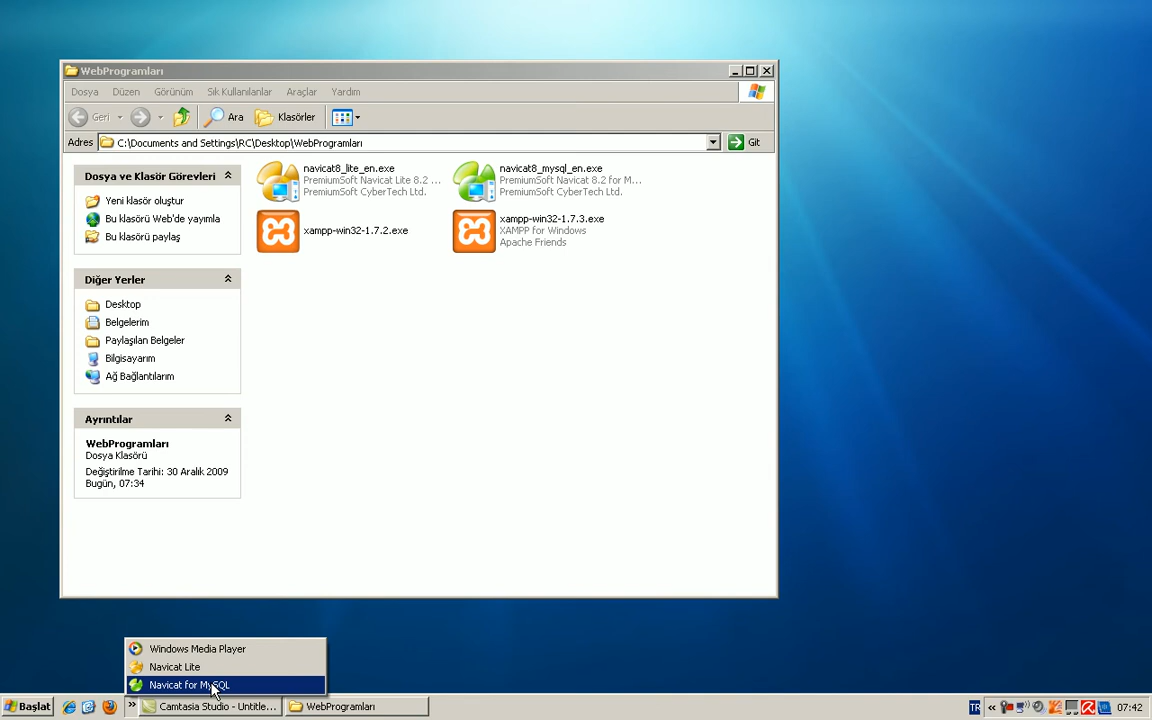 WebProgramları
Dosya Düzen Görünüm Sık Kullanılanlar Araçlar Yardım
Geri Ara Klasörler
Adres C:\Documents and Settings\RC\Desktop\WebProgramları Git
Dosya ve Klasör Görevleri
Yeni klasör oluştur
Bu klasörü Web'de yayımla
Bu klasörü paylaş
Diğer Yerler
Desktop
Belgelerim
Paylaşılan Belgeler
Bilgisayarım
Ağ Bağlantılarım
Ayrıntılar
WebProgramları
Dosya Klasörü
Değiştirilme Tarihi: 30 Aralık 2009
Bugün, 07:34
navicat8_lite_en.exe
PremiumSoft Navicat Lite 8.2 ...
PremiumSoft CyberTech Ltd.
navicat8_mysql_en.exe
PremiumSoft Navicat 8.2 for M...
PremiumSoft CyberTech Ltd.
xampp-win32-1.7.2.exe
xampp-win32-1.7.3.exe
XAMPP for Windows
Apache Friends
Windows Media Player
Navicat Lite
Navicat for MySQL
Başlat » Camtasia Studio - Untitle... WebProgramları TR « 07:42